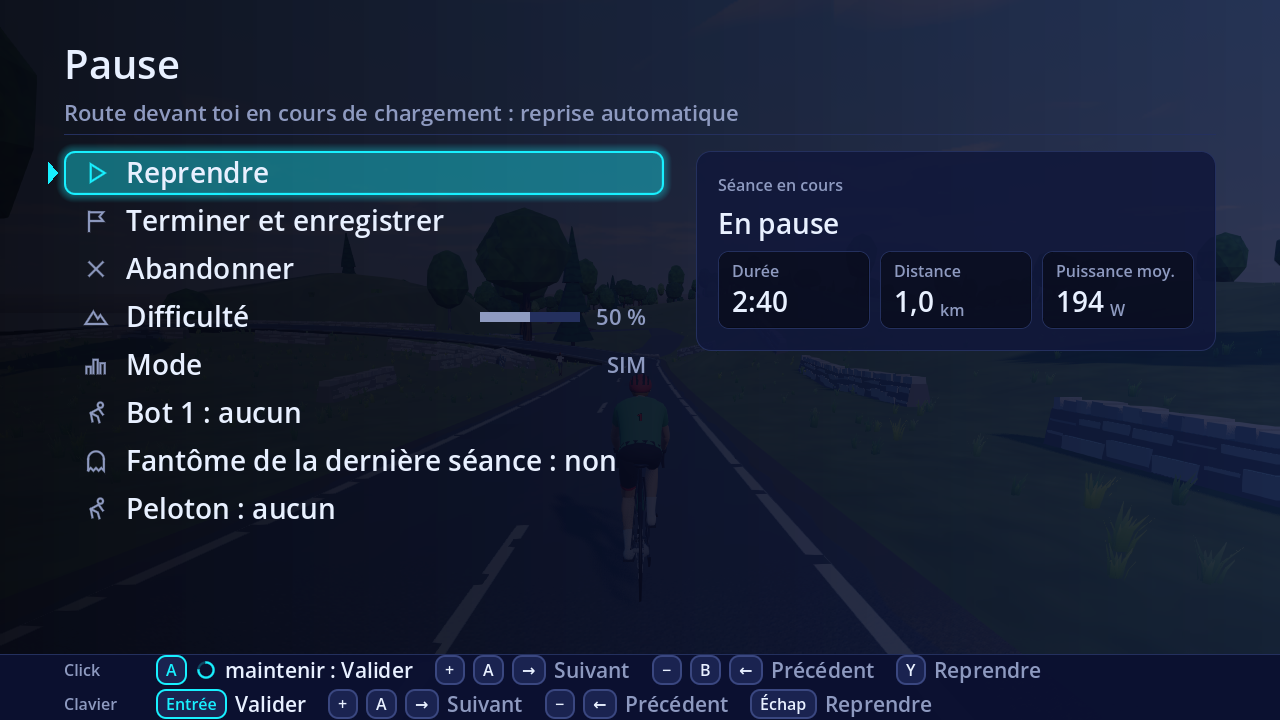 Pause
Route devant toi en cours de chargement : reprise automatique
Reprendre
Terminer et enregistrer
Abandonner
Difficulté 50 %
Mode SIM
Bot 1 : aucun
Fantôme de la dernière séance : non
Peloton : aucun
Séance en cours
En pause
Durée Distance Puissance moy.
2:40 1,0 km 194 W
Click A maintenir : Valider + A → Suivant − B ← Précédent Y Reprendre
Clavier Entrée Valider + A → Suivant − ← Précédent Échap Reprendre